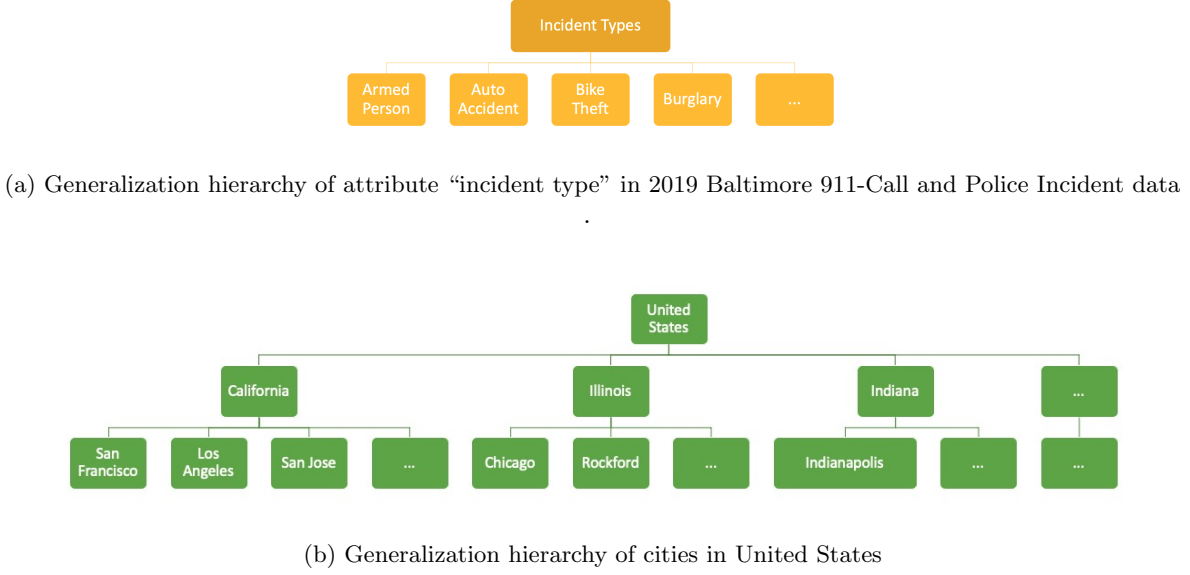 Incident Types
Armed
Person
Auto
Accident
Bike
Theft
Burglary
...
(a) Generalization hierarchy of attribute “incident type” in 2019 Baltimore 911-Call and Police Incident data
.
United
States
California
Illinois
Indiana
...
San
Francisco
Los
Angeles
San Jose
...
Chicago
Rockford
...
Indianapolis
...
...
(b) Generalization hierarchy of cities in United States